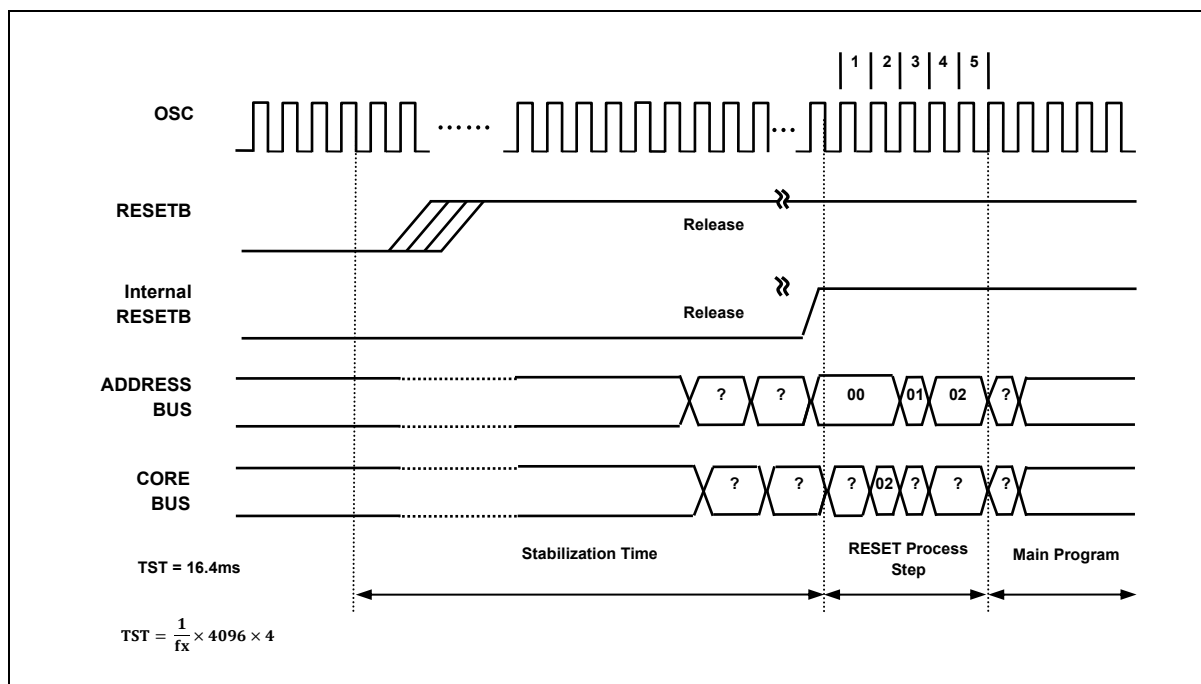 1 2 3 4 5
OSC
...... ...
RESETB
Release
Internal
RESETB
Release
ADDRESS
BUS
? ? 00 01 02 ?
CORE
BUS
? ? ? 02 ? ? ?
Stabilization Time
RESET Process
Step
Main Program
TST = 16.4ms
TST = 1/fx × 4096 × 4